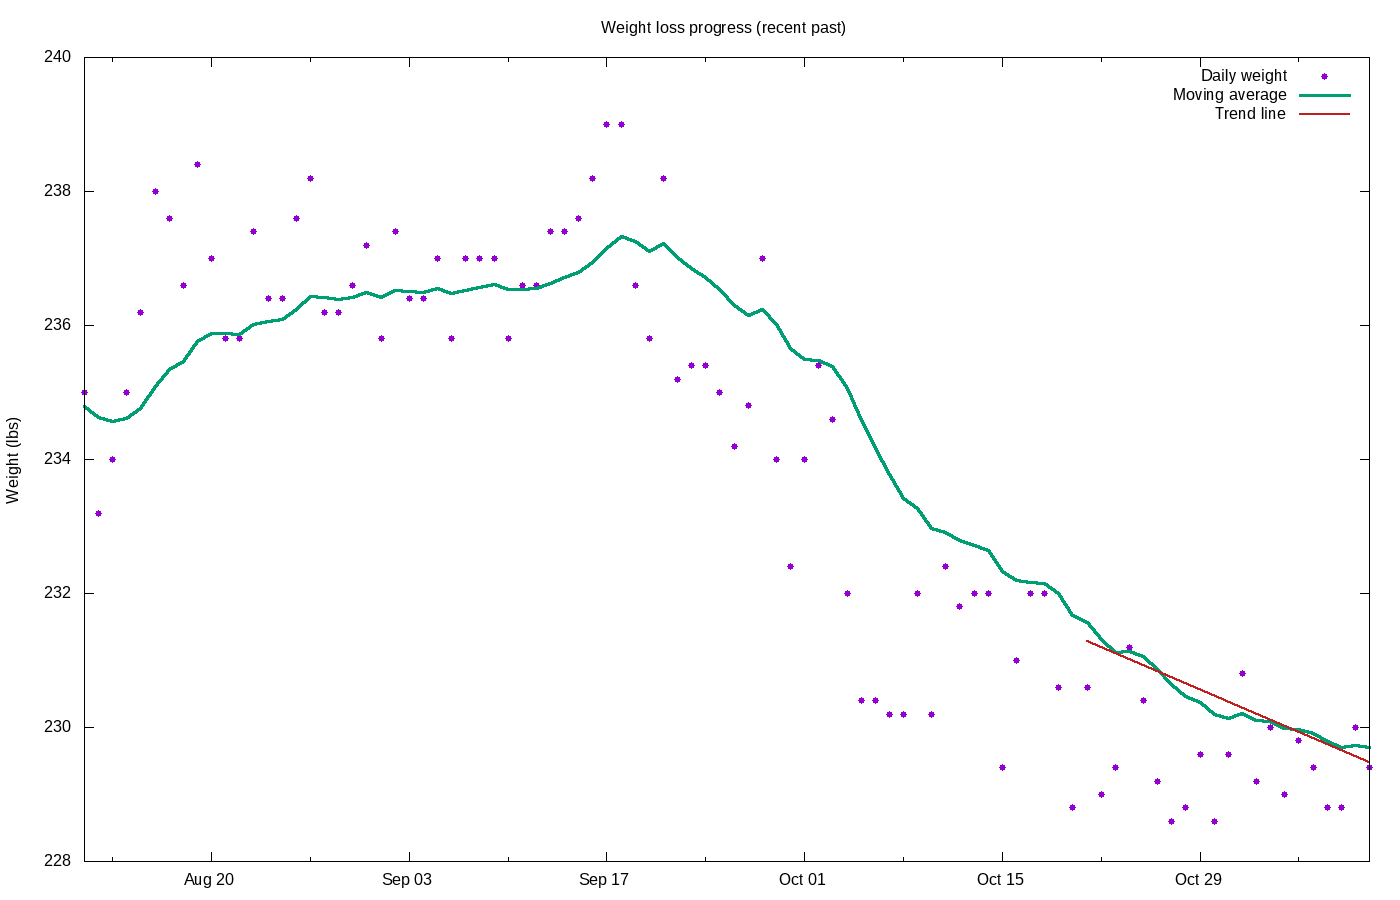 Weight loss progress (recent past)
240
238
236
234
232
230
228
Weight (lbs)
Daily weight
Moving average
Trend line
Aug 20
Sep 03
Sep 17
Oct 01
Oct 15
Oct 29